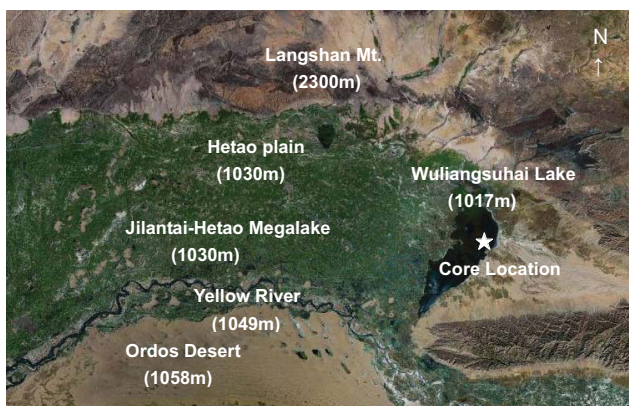 Langshan Mt.
(2300m)
N
↑
Hetao plain
(1030m)
Wuliangsuhai Lake
(1017m)
Jilantai-Hetao Megalake
(1030m)
Core Location
Yellow River
(1049m)
Ordos Desert
(1058m)